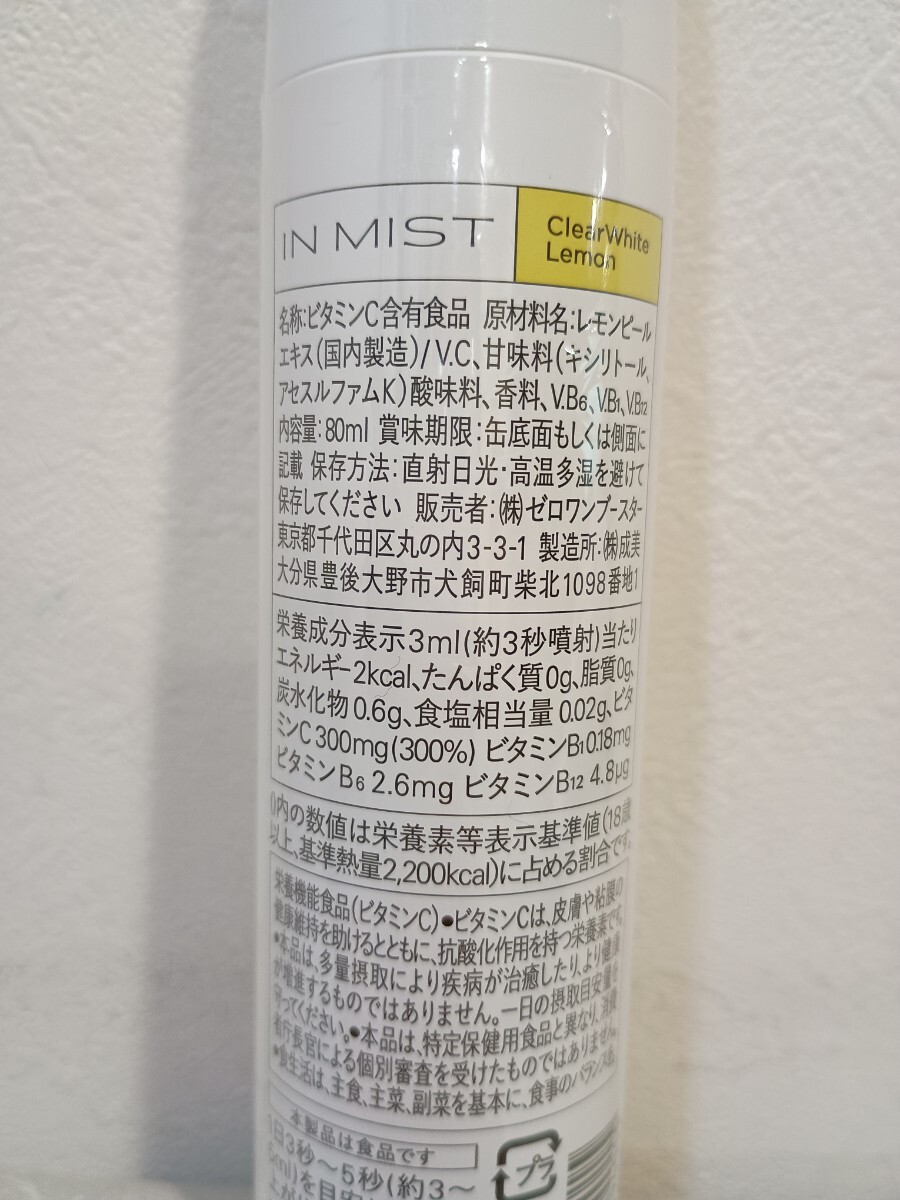 IN MIST
ClearWhite
Lemon
名称:ビタミンC含有食品 原材料名:レモンピール
エキス(国内製造)/V.C、甘味料(キシリトール、
アセスルファムK)酸味料、香料、V.B6、V.B1、V.B12
内容量:80ml 賞味期限:缶底面もしくは側面に
記載 保存方法:直射日光・高温多湿を避けて
保存してください 販売者:㈱ゼロワンブースター
東京都千代田区丸の内3-3-1 製造所:㈱成美
大分県豊後大野市犬飼町柴北1098番地1
栄養成分表示3ml(約3秒噴射)当たり
エネルギー2kcal、たんぱく質0g、脂質0g、
炭水化物0.6g、食塩相当量0.02g、ビタ
ミンC300mg(300%) ビタミンB1 0.18mg
ビタミンB6 2.6mg ビタミンB12 4.8μg
()内の数値は栄養素等表示基準値(18歳
以上、基準熱量2,200kcal)に占める割合です。
栄養機能食品(ビタミンC)●ビタミンCは、皮膚や粘膜の
健康維持を助けるとともに、抗酸化作用を持つ栄養素です。
●本品は、多量摂取により疾病が治癒したり、より健康
が増進するものではありません。一日の摂取目安量を
守ってください。●本品は、特定保健用食品と異なり、消費
者庁長官による個別審査を受けたものではありません。
●食生活は、主食、主菜、副菜を基本に、食事のバランスを。
本製品は食品です
1日3秒～5秒(約3～
ml)を目安
プラ